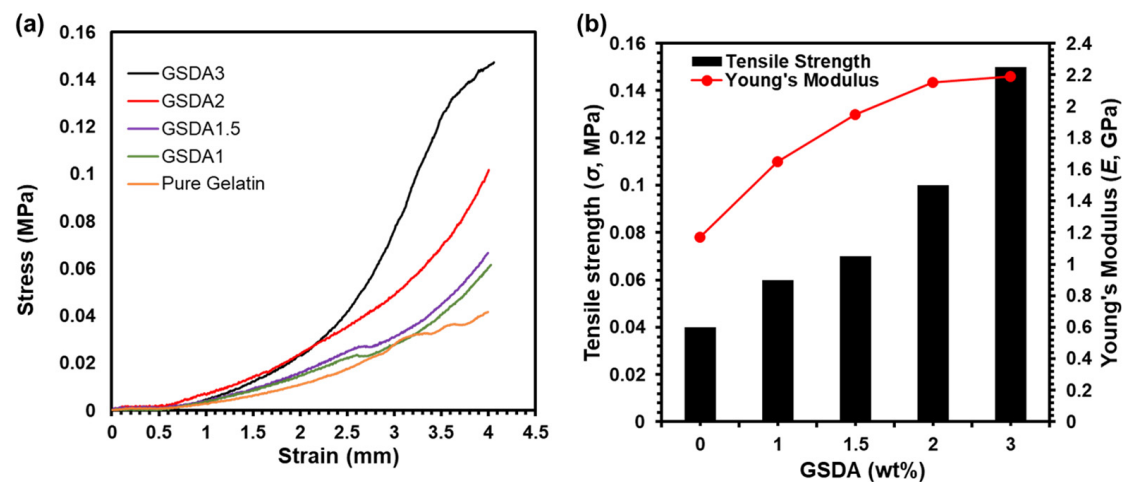 (a)
Stress (MPa)
0.16
0.14
0.12
0.1
0.08
0.06
0.04
0.02
0
GSDA3
GSDA2
GSDA1.5
GSDA1
Pure Gelatin
0 0.5 1 1.5 2 2.5 3 3.5 4 4.5
Strain (mm)
(b)
Tensile strength (σ, MPa)
0.16
0.14
0.12
0.1
0.08
0.06
0.04
0.02
0
Tensile Strength
Young's Modulus
2.4
2.2
2
1.8
1.6
1.4
1.2
1
0.8
0.6
0.4
0.2
0
Young's Modulus (E, GPa)
0 1 1.5 2 3
GSDA (wt%)